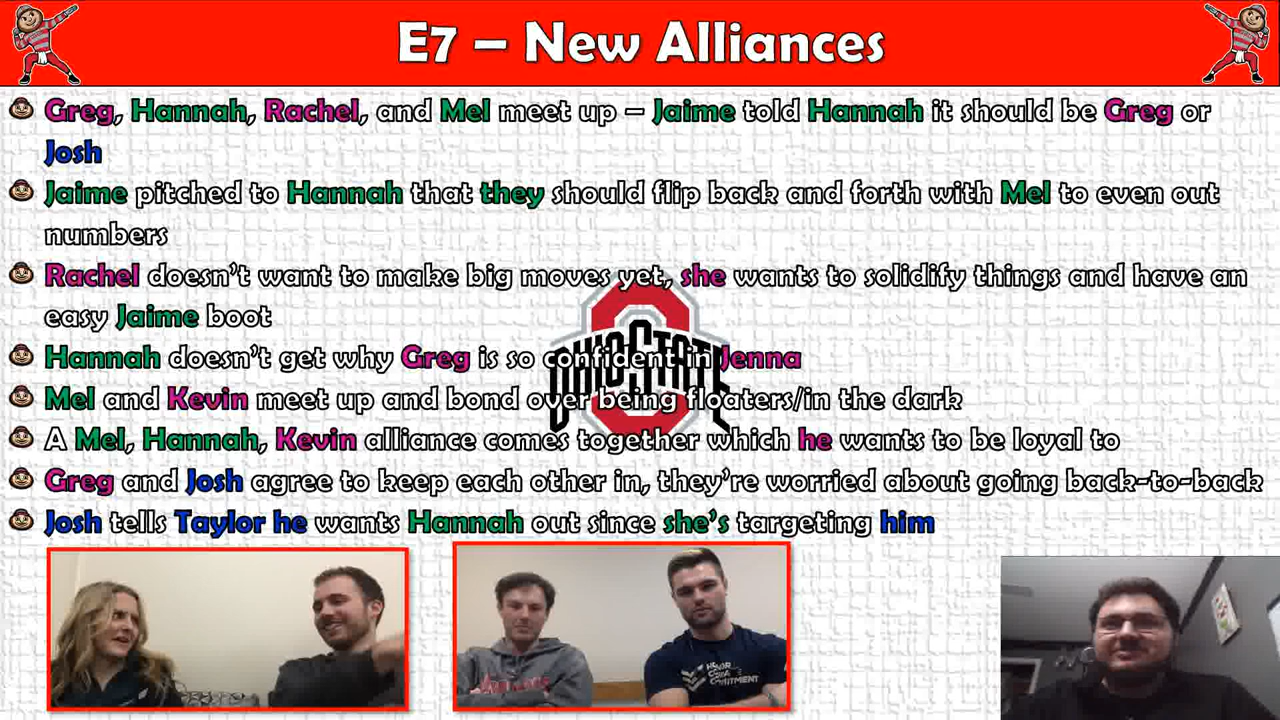 E7 – New Alliances
Greg, Hannah, Rachel, and Mel meet up – Jaime told Hannah it should be Greg or
Josh
Jaime pitched to Hannah that they should flip back and forth with Mel to even out
numbers
Rachel doesn't want to make big moves yet, she wants to solidify things and have an
easy Jaime boot
Hannah doesn't get why Greg is so confident in Jenna
Mel and Kevin meet up and bond over being floaters/in the dark
A Mel, Hannah, Kevin alliance comes together which he wants to be loyal to
Greg and Josh agree to keep each other in, they're worried about going back-to-back
Josh tells Taylor he wants Hannah out since she's targeting him
OHIO STATE
HONOR
COMMITMENT